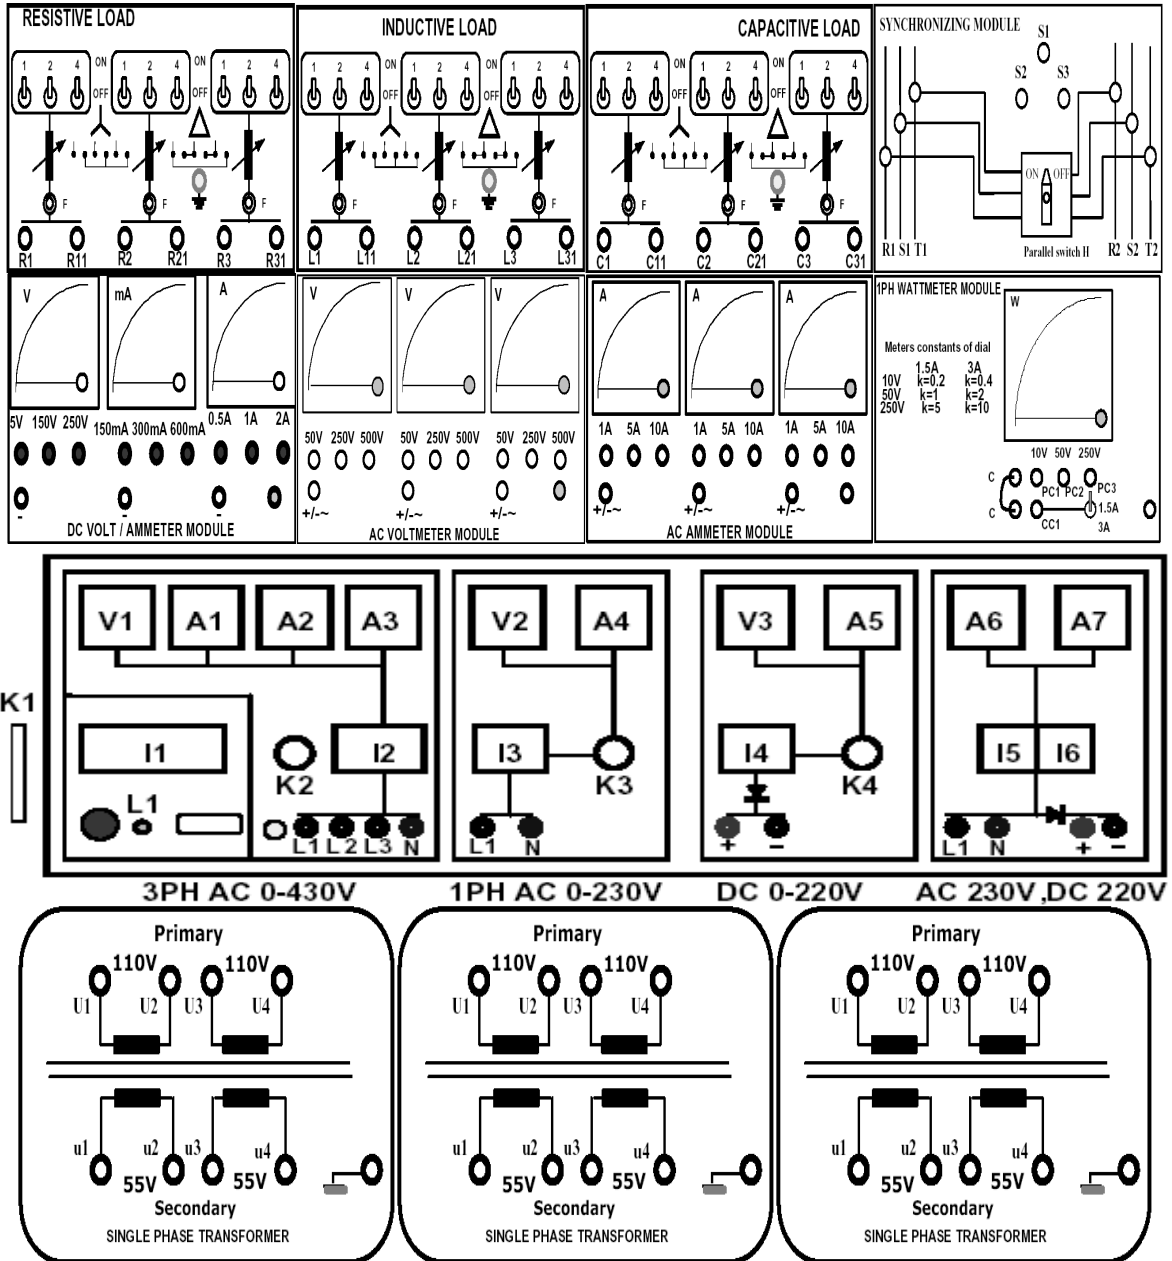 RESISTIVE LOAD
1 2 4 ON 1 2 4 ON 1 2 4
OFF OFF
F F F
R1 R11 R2 R21 R3 R31
INDUCTIVE LOAD
1 2 4 ON 1 2 4 ON 1 2 4
OFF OFF
F F F
L1 L11 L2 L21 L3 L31
CAPACITIVE LOAD
1 2 4 ON 1 2 4 ON 1 2 4
OFF OFF
F F F
C1 C11 C2 C21 C3 C31
SYNCHRONIZING MODULE
S1
S2 S3
ON OFF
R1 S1 T1 Parallel switch II R2 S2 T2
V mA A
5V 150V 250V 150mA 300mA 600mA 0.5A 1A 2A
- - -
DC VOLT / AMMETER MODULE
V V V
50V 250V 500V 50V 250V 500V 50V 250V 500V
+/-~ +/-~ +/-~
AC VOLTMETER MODULE
A A A
1A 5A 10A 1A 5A 10A 1A 5A 10A
+/-~ +/-~ +/-~
AC AMMETER MODULE
1PH WATTMETER MODULE
W
Meters constants of dial
1.5A 3A
10V k=0.2 k=0.4
50V k=1 k=2
250V k=5 k=10
10V 50V 250V
C PC1 PC2 PC3
C CC1 1.5A
3A
V1 A1 A2 A3 V2 A4 V3 A5 A6 A7
K1
I1 I2 I3 I4 I5 I6
K2 K3 K4
L1
L1 L2 L3 N L1 N + - L1 N + -
3PH AC 0-430V 1PH AC 0-230V DC 0-220V AC 230V ,DC 220V
Primary
110V 110V
U1 U2 U3 U4
u1 u2 u3 u4
55V 55V
Secondary
SINGLE PHASE TRANSFORMER
Primary
110V 110V
U1 U2 U3 U4
u1 u2 u3 u4
55V 55V
Secondary
SINGLE PHASE TRANSFORMER
Primary
110V 110V
U1 U2 U3 U4
u1 u2 u3 u4
55V 55V
Secondary
SINGLE PHASE TRANSFORMER